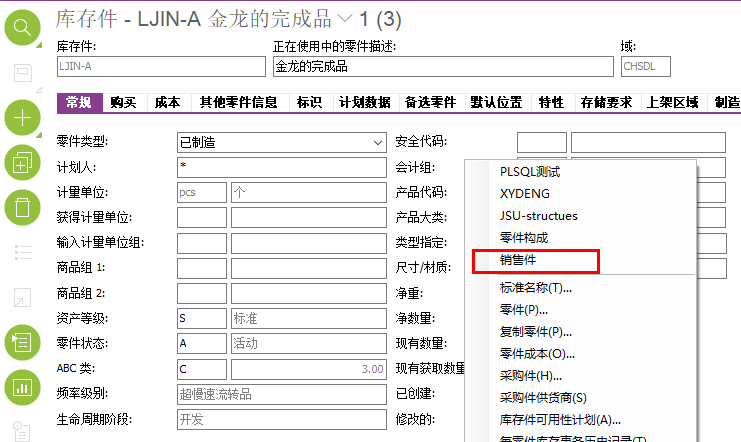 库存件 - LJIN-A 金龙的完成品 1 (3)
库存件: 正在使用中的零件描述: 域:
LJIN-A 金龙的完成品 CHSDL
常规 购买 成本 其他零件信息 标识 计划数据 备选零件 默认位置 特性 存储要求 上架区域 制造
零件类型: 已制造 安全代码:
计划人: * 会计组:
计量单位: pcs 个 产品代码:
获得计量单位: 产品大类:
输入计量单位组: 类型指定:
商品组 1: 尺寸/材质:
商品组 2: 净重:
资产等级: S 标准 净数量:
零件状态: A 活动 现有数量:
ABC 类: C 3.00 现有获取数量
频率级别: 超慢速流转品 已创建:
生命周期阶段: 开发 修改的:
PLSQL测试
XYDENG
JSU-structues
零件构成
销售件
标准名称(T)...
零件(P)...
复制零件(P)...
零件成本(O)...
采购件(H)...
采购件供货商(S)
库存件可用性计划(A)...
每零件库存事务历史记录(T)